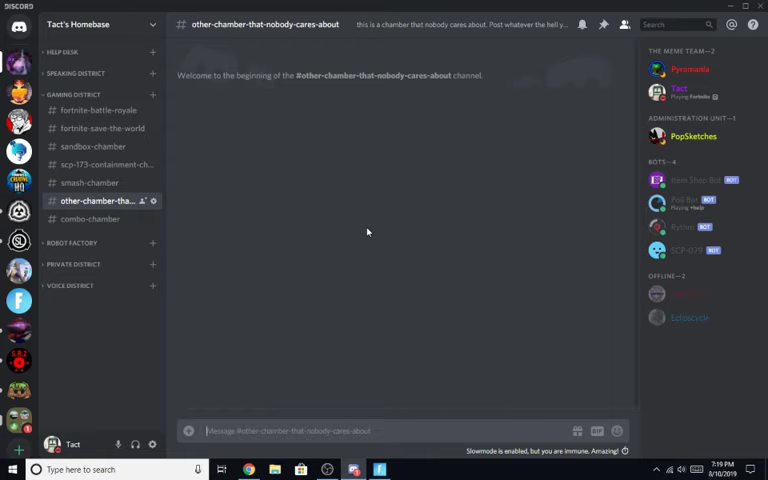 DISCORD
Tact's Homebase
# other-chamber-that-nobody-cares-about
this is a chamber that nobody cares about. Post whatever the hell y...
Search
HELP DESK
SPEAKING DISTRICT
GAMING DISTRICT
# fortnite-battle-royale
# fortnite-save-the-world
# sandbox-chamber
# scp-173-containment-ch...
# smash-chamber
# other-chamber-tha...
# combo-chamber
ROBOT FACTORY
PRIVATE DISTRICT
VOICE DISTRICT
Welcome to the beginning of the #other-chamber-that-nobody-cares-about channel.
THE MEME TEAM—2
Pyromania
Tact
Playing Fortnite
ADMINISTRATION UNIT—1
PopSketches
BOTS—4
Item Shop Bot BOT
Poll Bot BOT
Playing +help
Rythm BOT
SCP-079 BOT
OFFLINE—2
Ectoscycle
Message #other-chamber-that-nobody-cares-about
GIF
Slowmode is enabled, but you are immune. Amazing!
Tact
Type here to search
7:19 PM
8/10/2019